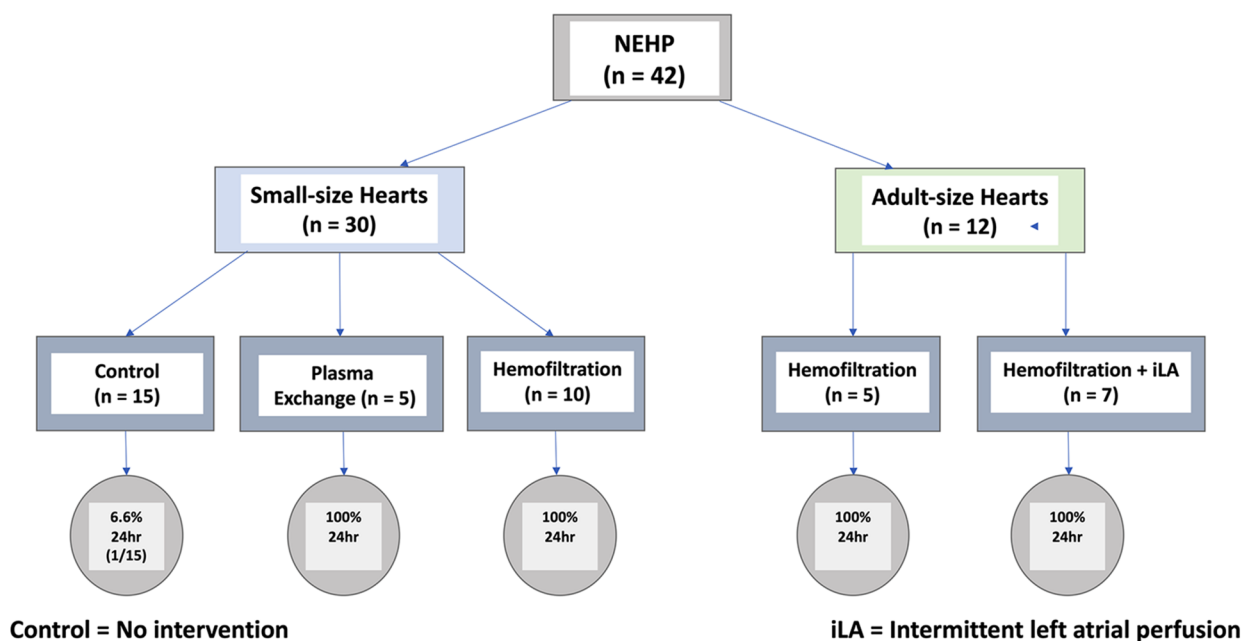 NEHP
(n = 42)
Small-size Hearts
(n = 30)
Adult-size Hearts
(n = 12)
Control
(n = 15)
Plasma
Exchange (n = 5)
Hemofiltration
(n = 10)
Hemofiltration
(n = 5)
Hemofiltration + iLA
(n = 7)
6.6%
24hr
(1/15)
100%
24hr
100%
24hr
100%
24hr
100%
24hr
Control = No intervention
iLA = Intermittent left atrial perfusion